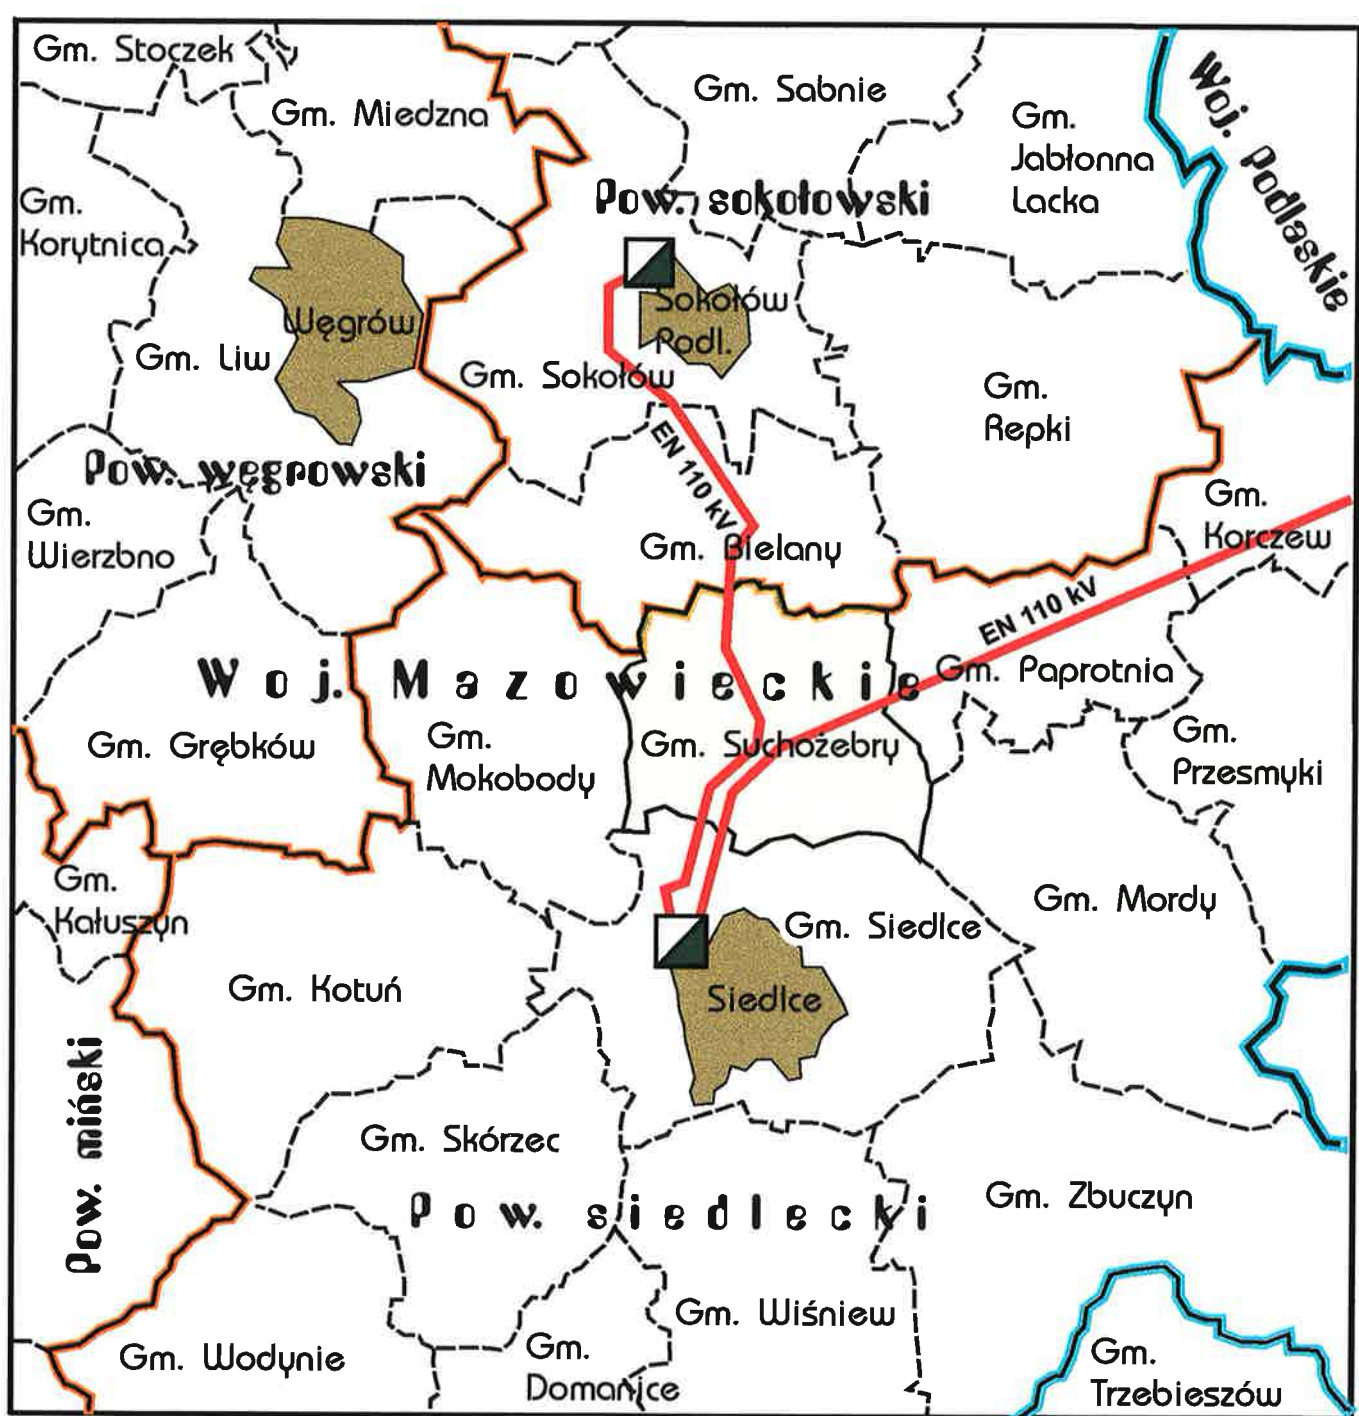 Gm. Stoczek
Gm. Miedzna
Gm. Sabnie
Gm.
Jabłonna
Lacka
Woj. Podlaskie
Gm.
Korytnica
Pow. sokołowski
Węgrów
Sokołów
Podl.
Gm. Liw
Gm. Sokołów
Gm.
Repki
Pow. węgrowski
EN 110 kV
Gm.
Wierzbno
Gm. Bielany
Gm.
Korczew
EN 110 kV
Woj. Mazowieckie
Gm. Paprotnia
Gm. Grębków
Gm.
Mokobody
Gm. Suchożebry
Gm.
Przesmyki
Gm.
Kałuszyn
Gm. Mordy
Gm. Siedlce
Gm. Kotuń
Siedlce
Pow. miński
Gm. Skórzec
Gm. Zbuczyn
Pow. siedlecki
Gm. Wiśniew
Gm. Wodynie
Gm.
Domanice
Gm.
Trzebieszów